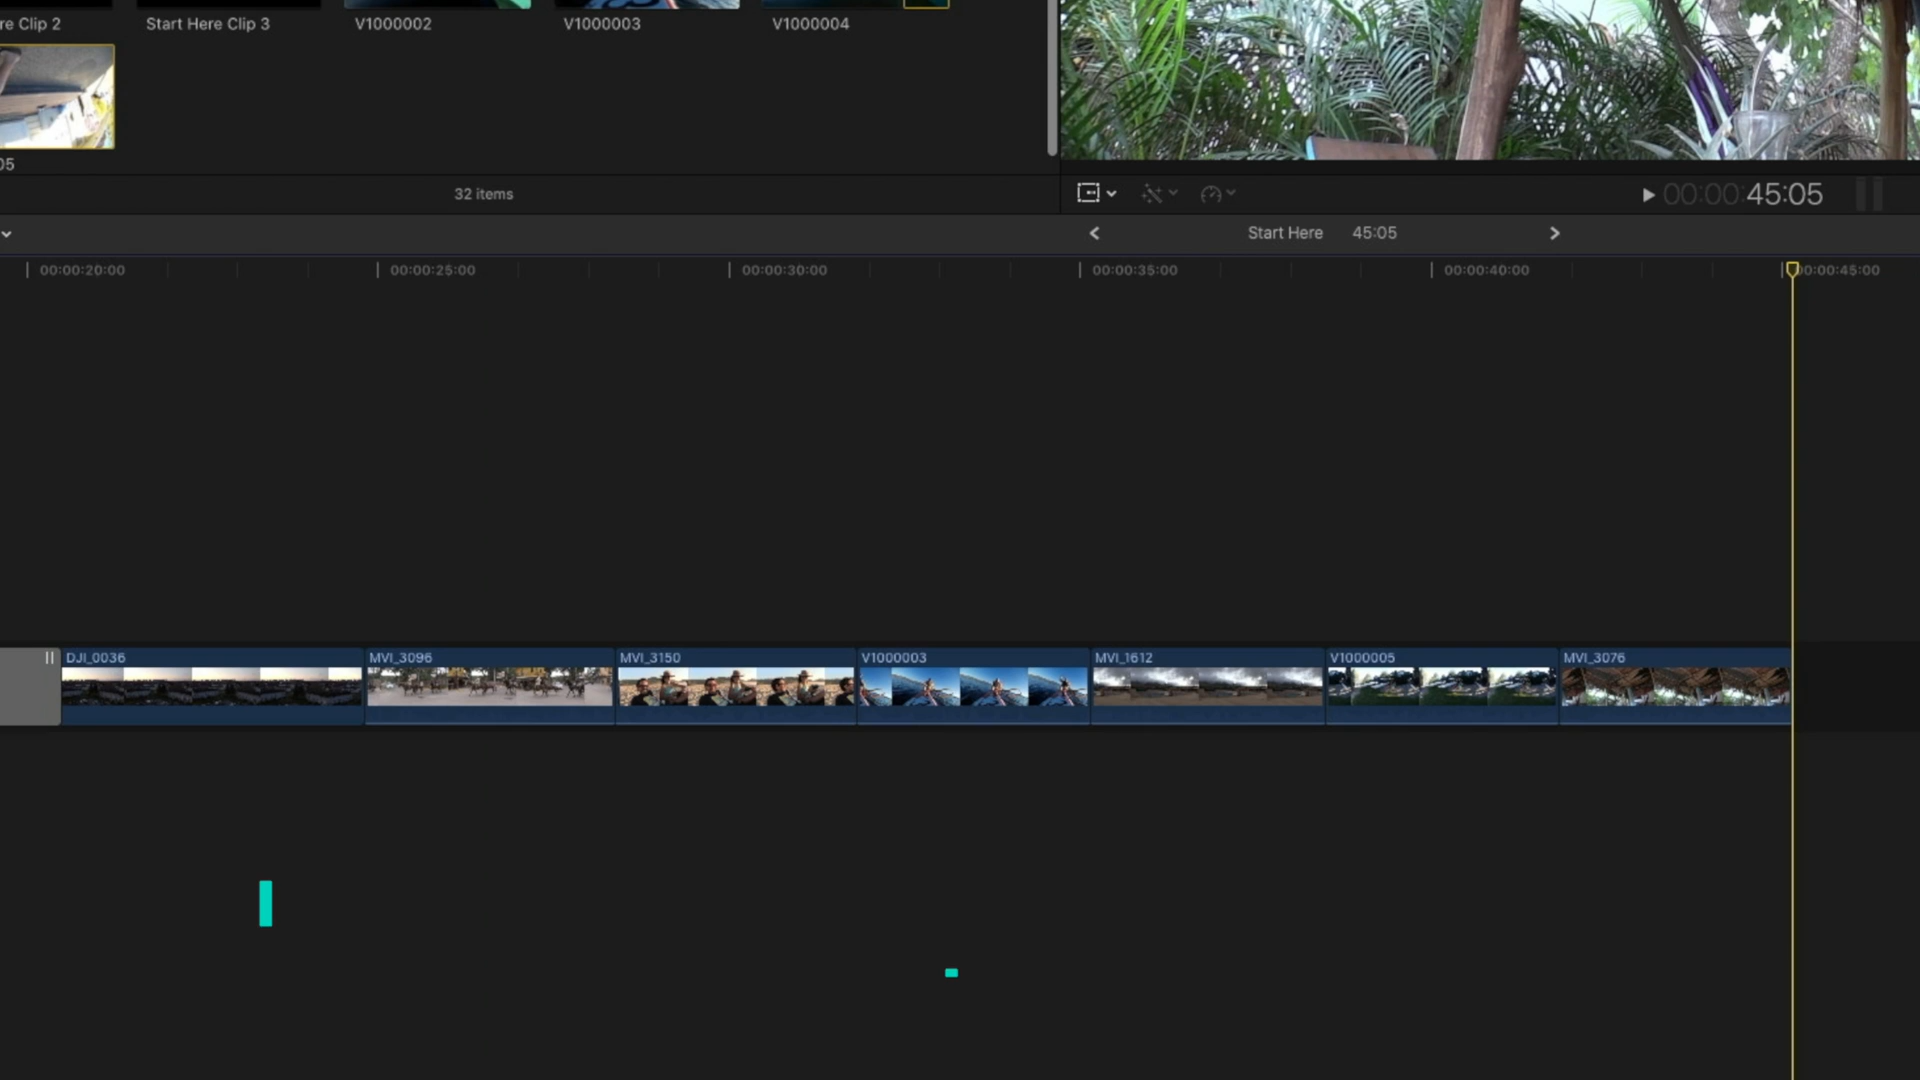 re Clip 2 Start Here Clip 3 V1000002 V1000003 V1000004
05
32 items
00:00:45:05
Start Here 45:05
00:00:20:00 00:00:25:00 00:00:30:00 00:00:35:00 00:00:40:00 00:00:45:00
DJI_0036 MVI_3096 MVI_3150 V1000003 MVI_1612 V1000005 MVI_3076